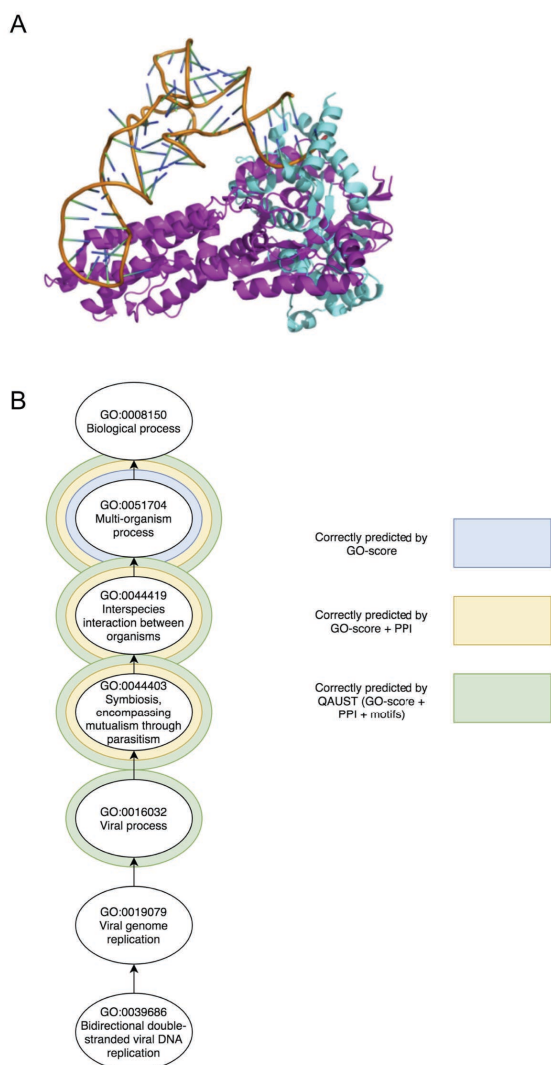 A
B
GO:0008150
Biological process
GO:0051704
Multi-organism
process
GO:0044419
Interspecies
interaction between
organisms
GO:0044403
Symbiosis,
encompassing
mutualism through
parasitism
GO:0016032
Viral process
GO:0019079
Viral genome
replication
GO:0039686
Bidirectional double-
stranded viral DNA
replication
Correctly predicted by
GO-score
Correctly predicted by
GO-score + PPI
Correctly predicted by
QAUST (GO-score +
PPI + motifs)